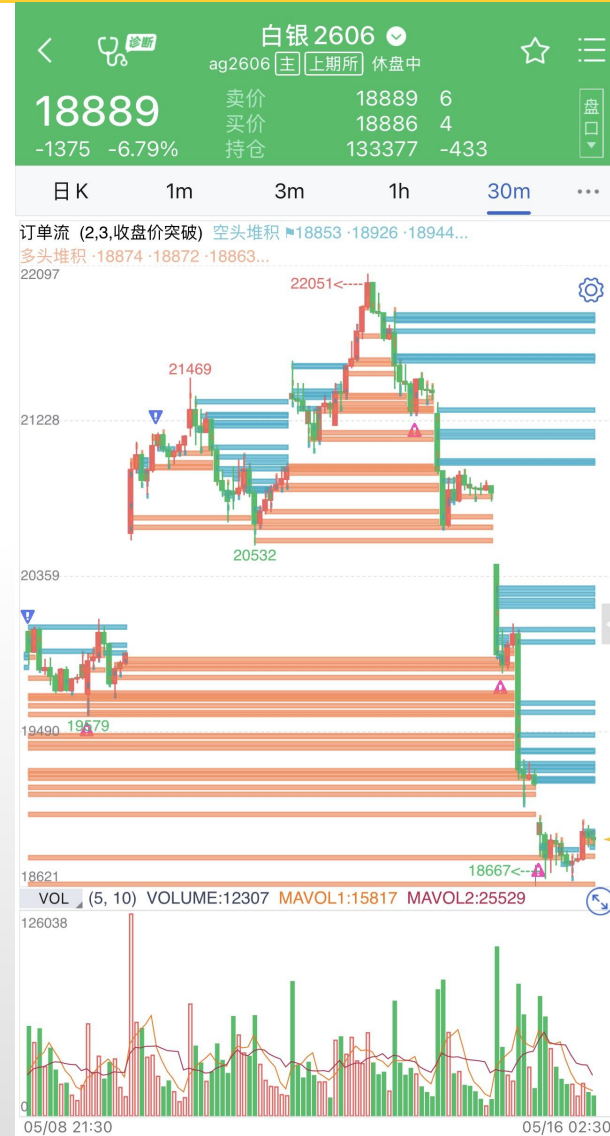 诊断
白银2606
ag2606 主 上期所 休盘中
18889
-1375 -6.79%
卖价 18889 6
买价 18886 4
持仓 133377 -433
盘口
日K 1m 3m 1h 30m
订单流 (2,3,收盘价突破) 空头堆积 18853 ·18926 ·18944...
多头堆积 ·18874 ·18872 ·18863...
22097
22051<---
21469
21228
20532
20359
19579
19490
18667<---
18621
VOL (5, 10) VOLUME:12307 MAVOL1:15817 MAVOL2:25529
126038
0
05/08 21:30 05/16 02:30